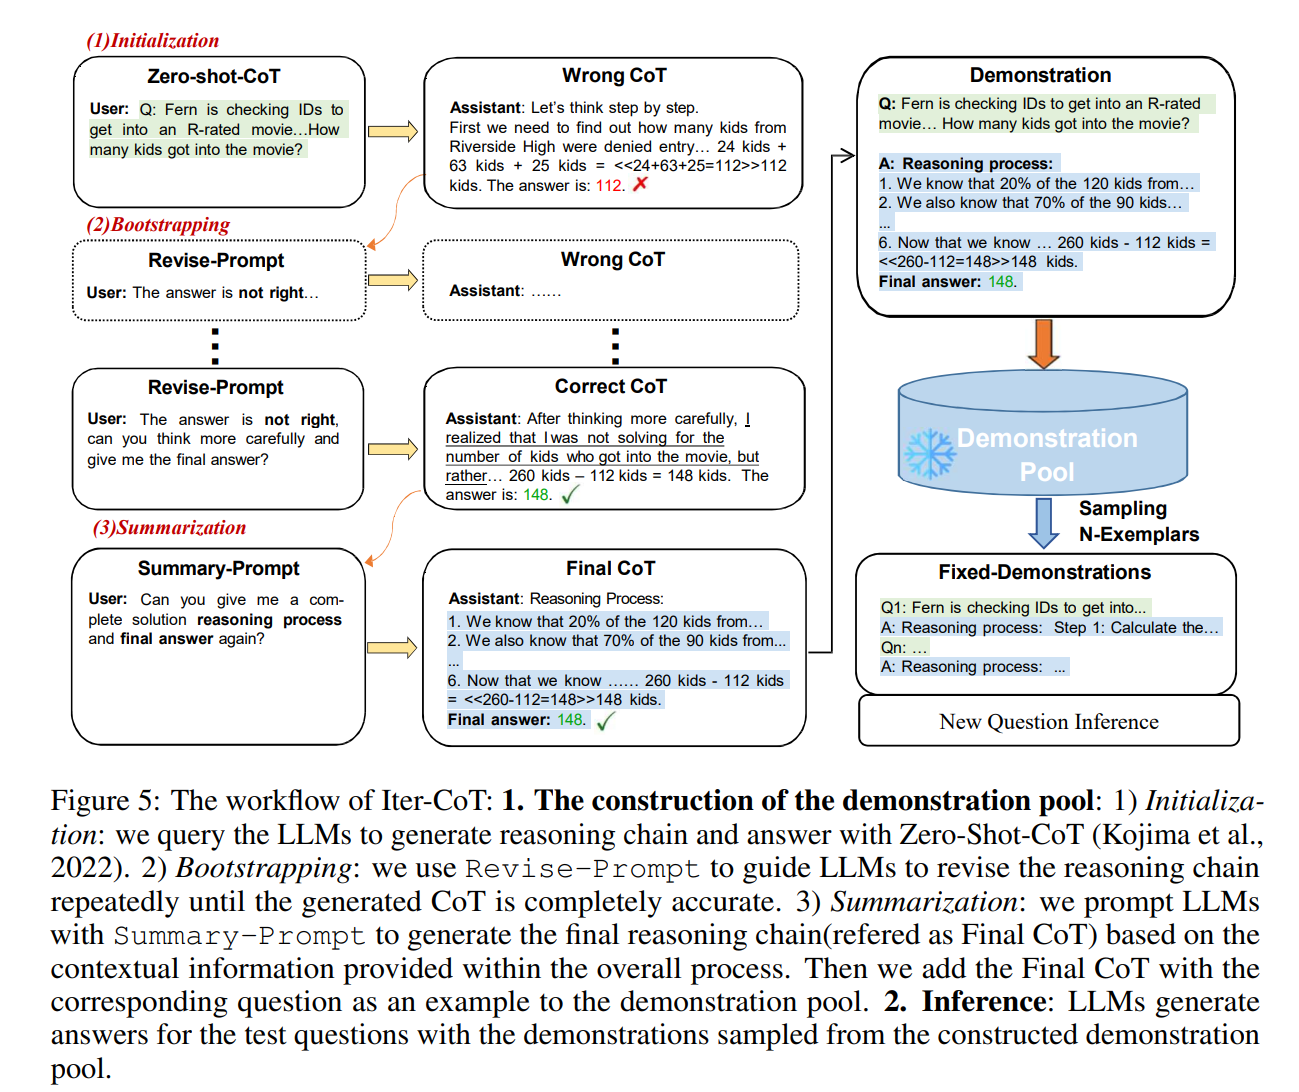 (1)Initialization
Zero-shot-CoT
User: Q: Fern is checking IDs to
get into an R-rated movie...How
many kids got into the movie?
Wrong CoT
Assistant: Let's think step by step.
First we need to find out how many kids from
Riverside High were denied entry... 24 kids +
63 kids + 25 kids = <<24+63+25=112>>112
kids. The answer is: 112. ✗
(2)Bootstrapping
Revise-Prompt
User: The answer is not right...
Wrong CoT
Assistant: ......
Revise-Prompt
User: The answer is not right,
can you think more carefully and
give me the final answer?
Correct CoT
Assistant: After thinking more carefully, I
realized that I was not solving for the
number of kids who got into the movie, but
rather... 260 kids – 112 kids = 148 kids. The
answer is: 148. ✓
(3)Summarization
Summary-Prompt
User: Can you give me a com-
plete solution reasoning process
and final answer again?
Final CoT
Assistant: Reasoning Process:
1. We know that 20% of the 120 kids from...
2. We also know that 70% of the 90 kids from...
...
6. Now that we know ...... 260 kids - 112 kids
= <<260-112=148>>148 kids.
Final answer: 148. ✓
Demonstration
Q: Fern is checking IDs to get into an R-rated
movie... How many kids got into the movie?
A: Reasoning process:
1. We know that 20% of the 120 kids from...
2. We also know that 70% of the 90 kids...
...
6. Now that we know ... 260 kids - 112 kids =
<<260-112=148>>148 kids.
Final answer: 148.
Demonstration
Pool
Sampling
N-Exemplars
Fixed-Demonstrations
Q1: Fern is checking IDs to get into...
A: Reasoning process: Step 1: Calculate the...
Qn: ...
A: Reasoning process: ...
New Question Inference
Figure 5: The workflow of Iter-CoT: 1. The construction of the demonstration pool: 1) Initializa-
tion: we query the LLMs to generate reasoning chain and answer with Zero-Shot-CoT (Kojima et al.,
2022). 2) Bootstrapping: we use Revise-Prompt to guide LLMs to revise the reasoning chain
repeatedly until the generated CoT is completely accurate. 3) Summarization: we prompt LLMs
with Summary-Prompt to generate the final reasoning chain(refered as Final CoT) based on the
contextual information provided within the overall process. Then we add the Final CoT with the
corresponding question as an example to the demonstration pool. 2. Inference: LLMs generate
answers for the test questions with the demonstrations sampled from the constructed demonstration
pool.